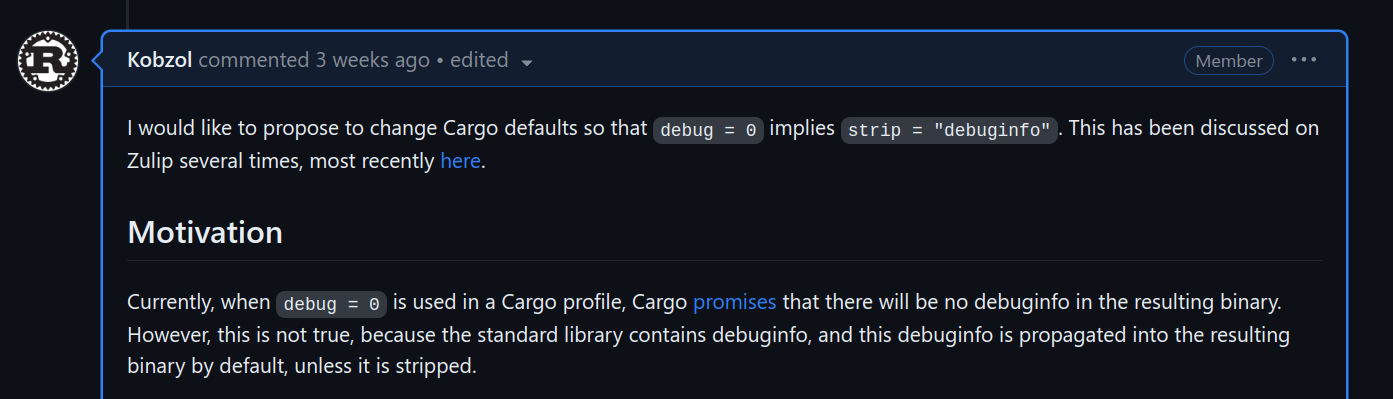 Kobzol commented 3 weeks ago • edited
Member
I would like to propose to change Cargo defaults so that debug = 0 implies strip = "debuginfo". This has been discussed on
Zulip several times, most recently here.
Motivation
Currently, when debug = 0 is used in a Cargo profile, Cargo promises that there will be no debuginfo in the resulting binary.
However, this is not true, because the standard library contains debuginfo, and this debuginfo is propagated into the resulting
binary by default, unless it is stripped.